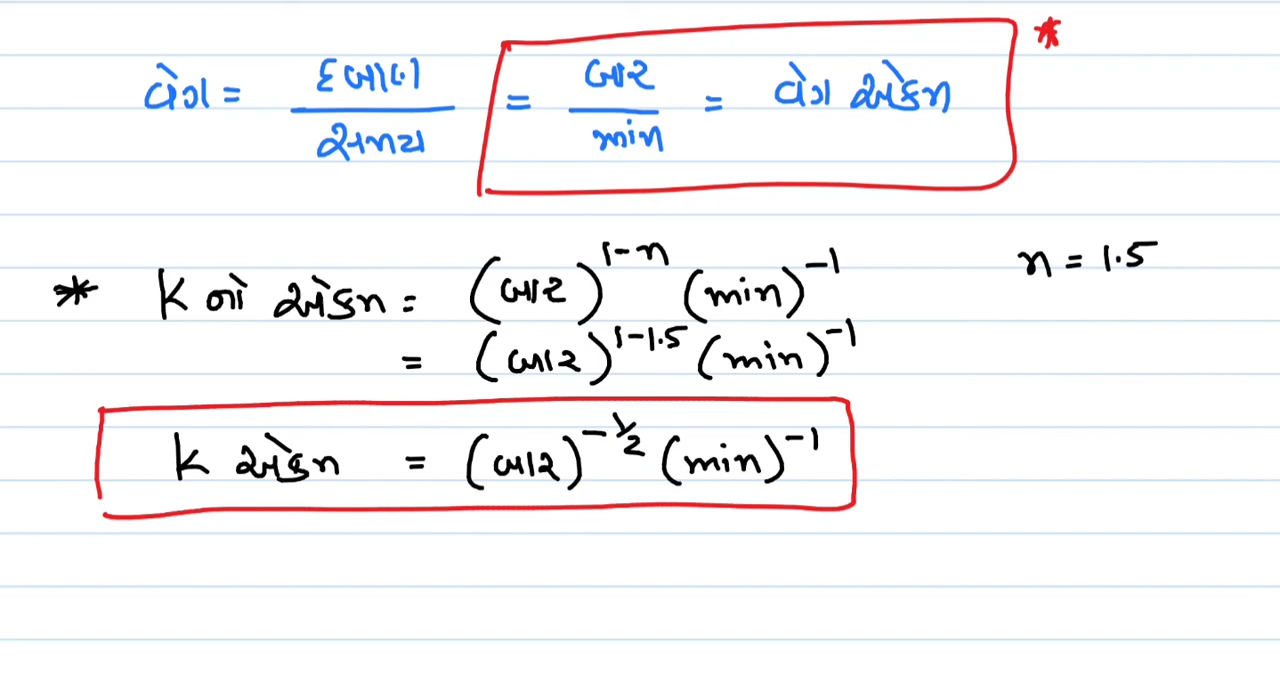 વેગ = દબાણ / સમય = બાર / min = વેગ એકમ *
* K નો એકમ = (બાર)^1-n (min)^-1 n = 1.5
= (બાર)^1-1.5 (min)^-1
K એકમ = (બાર)^-1/2 (min)^-1